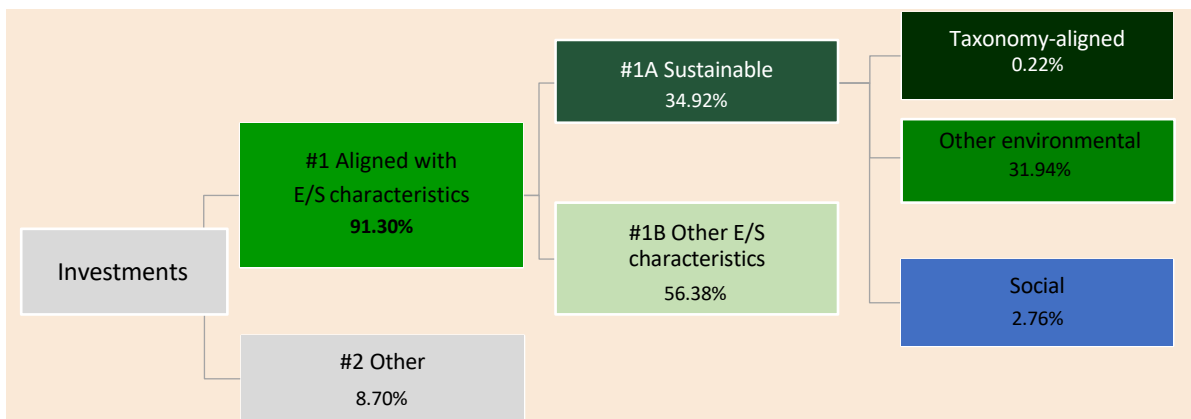 Investments
#1 Aligned with
E/S characteristics
91.30%
#2 Other
8.70%
#1A Sustainable
34.92%
#1B Other E/S
characteristics
56.38%
Taxonomy-aligned
0.22%
Other environmental
31.94%
Social
2.76%